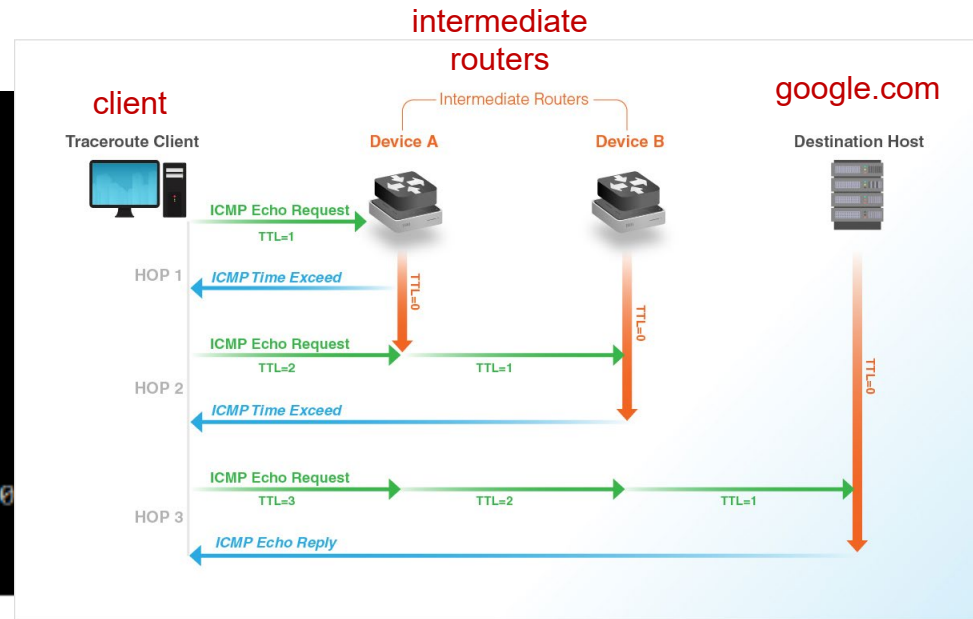 intermediate
routers
client
google.com
Intermediate Routers
Traceroute Client
Device A
Device B
Destination Host
ICMP Echo Request
TTL=1
HOP 1
ICMP Time Exceed
TTL=0
TTL=0
ICMP Echo Request
TTL=2
TTL=1
TTL=0
HOP 2
ICMP Time Exceed
ICMP Echo Request
TTL=3
TTL=2
TTL=1
0
HOP 3
ICMP Echo Reply